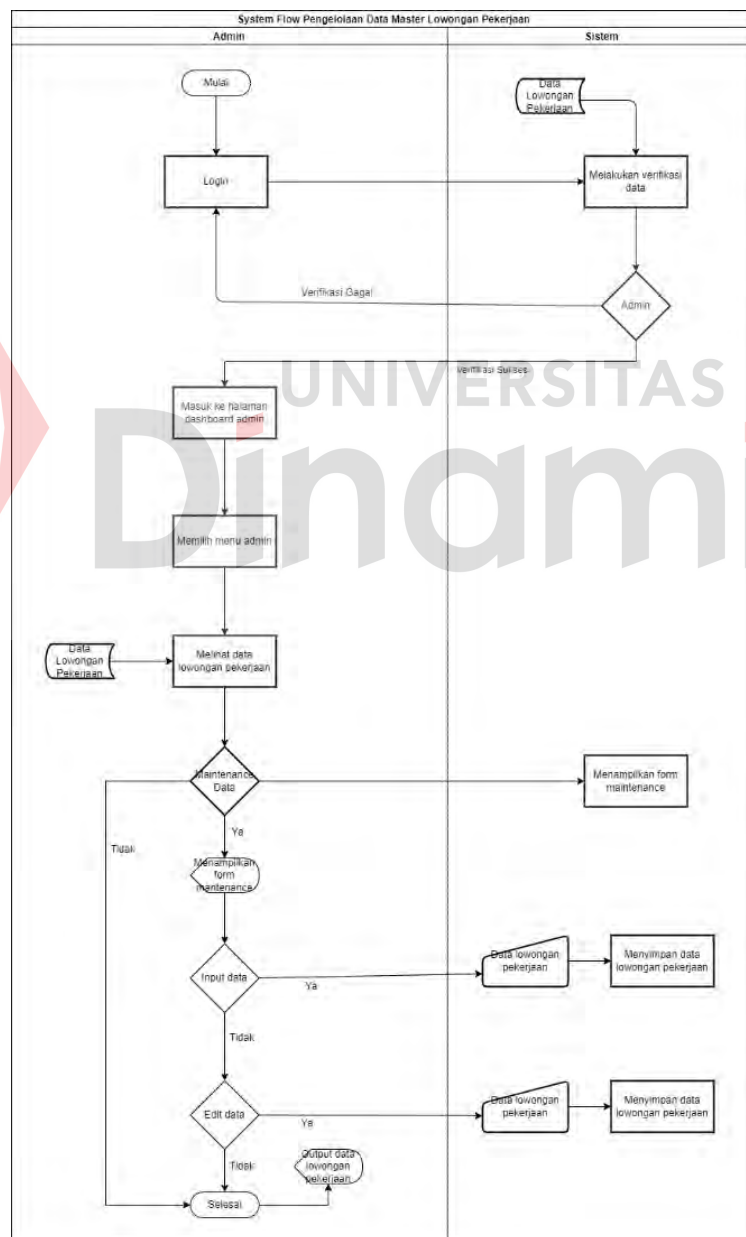 System Flow Pengelolaan Data Master Lowongan Pekerjaan
Admin
Sistem
Mulai
Data
Lowongan
Pekerjaan
Login
Melakukan verifikasi
data
Verifikasi Gagal
Admin
Verifikasi Sukses
UNIVERSITAS
Dinami
Masuk ke halaman
dashboard admin
Memilih menu admin
Data
Lowongan
Pekerjaan
Melihat data
lowongan pekerjaan
Maintenance
Data
Menampilkan form
maintenance
Ya
Tidak
Menampilkan
form
mantenance
Input data
Ya
Data lowongan
pekerjaan
Menyimpan data
lowongan pekerjaan
Tidak
Edit data
Ya
Data lowongan
pekerjaan
Menyimpan data
lowongan pekerjaan
Tidak
Output data
lowongan
pekerjaan
Selesai